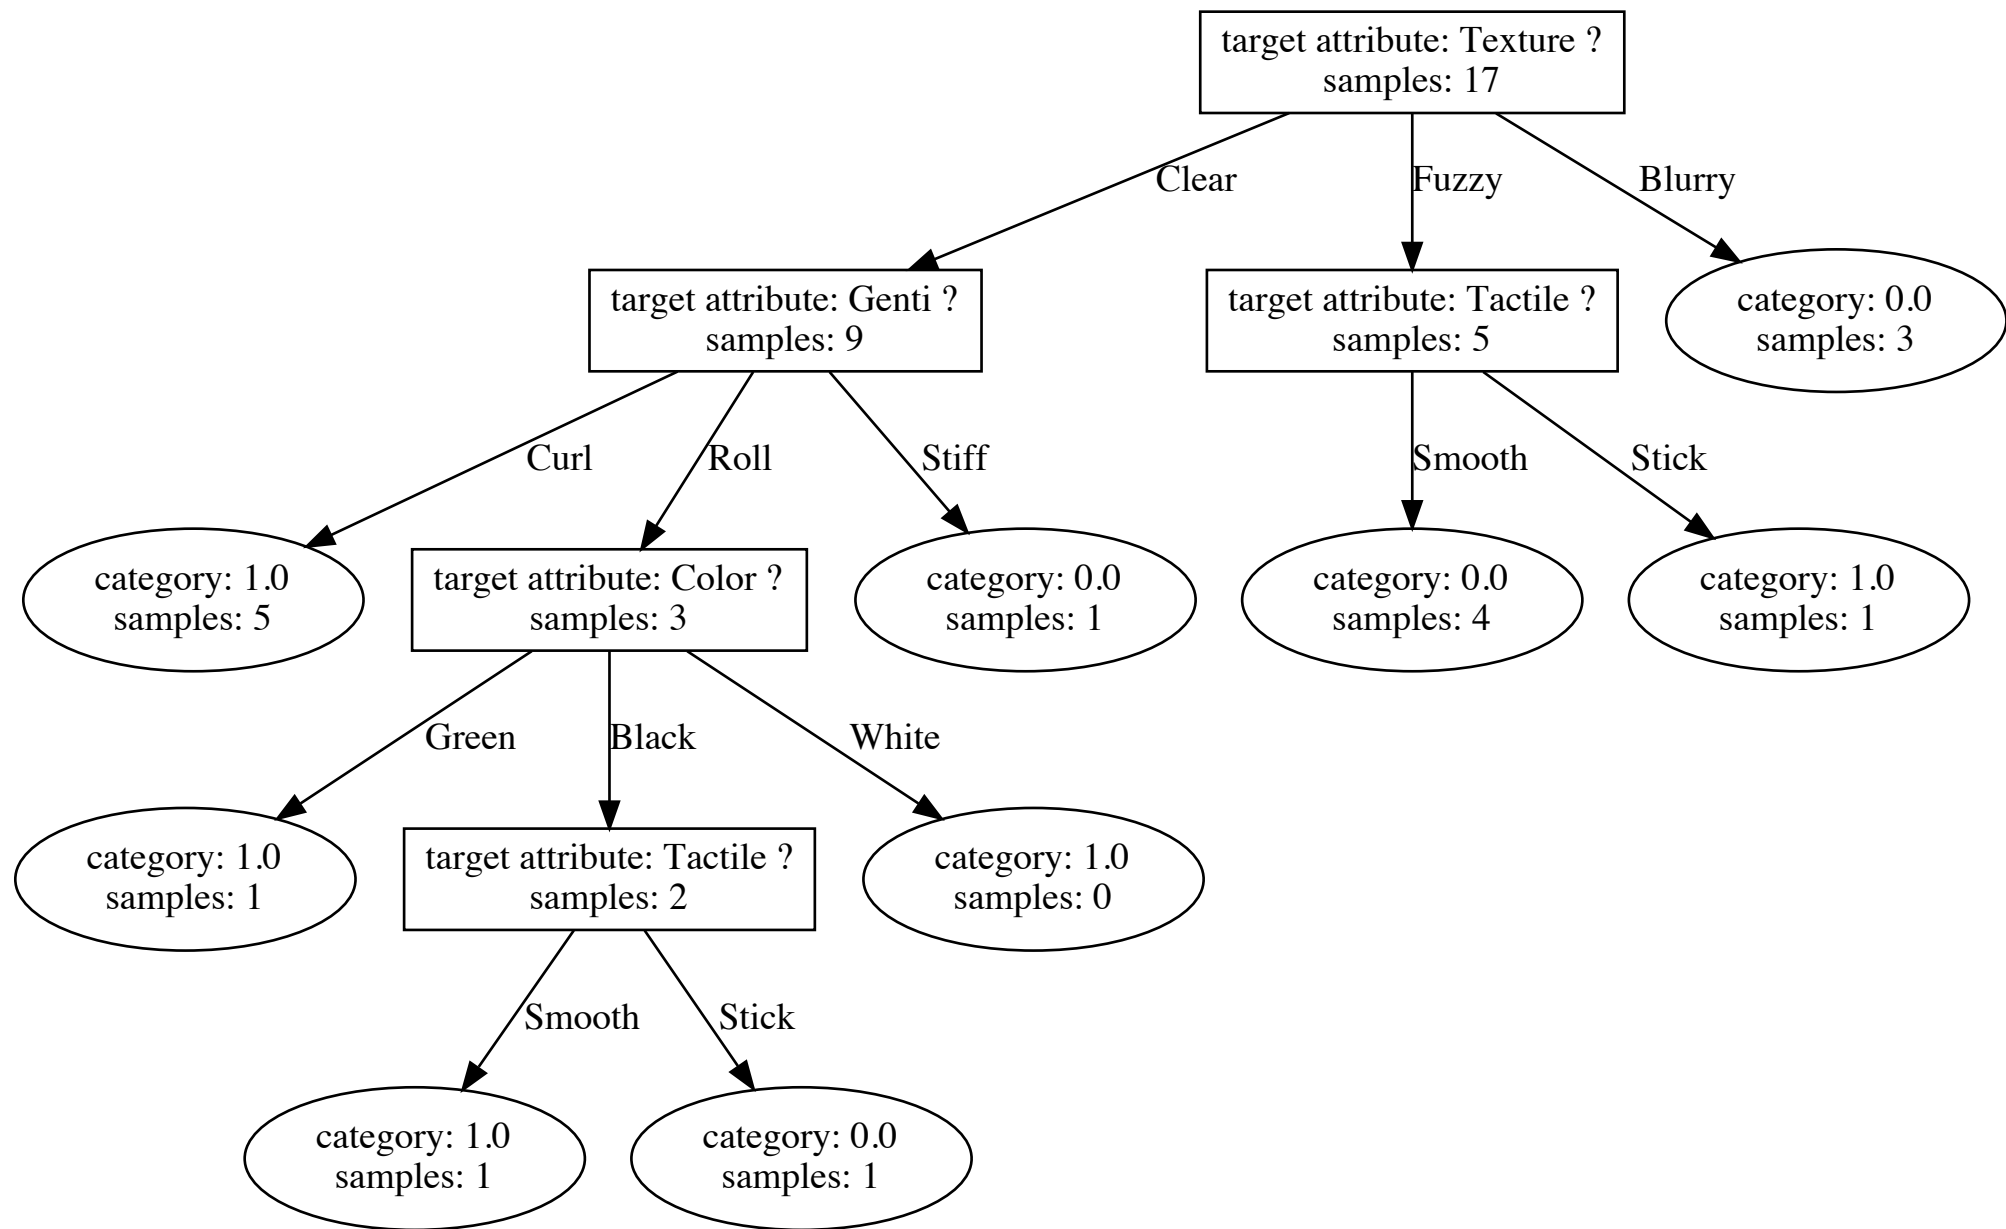 target attribute: Texture ?
samples: 17
Clear
Fuzzy
Blurry
target attribute: Genti ?
samples: 9
target attribute: Tactile ?
samples: 5
category: 0.0
samples: 3
Curl
Roll
Stiff
Smooth
Stick
category: 1.0
samples: 5
target attribute: Color ?
samples: 3
category: 0.0
samples: 1
category: 0.0
samples: 4
category: 1.0
samples: 1
Green
Black
White
category: 1.0
samples: 1
target attribute: Tactile ?
samples: 2
category: 1.0
samples: 0
Smooth
Stick
category: 1.0
samples: 1
category: 0.0
samples: 1